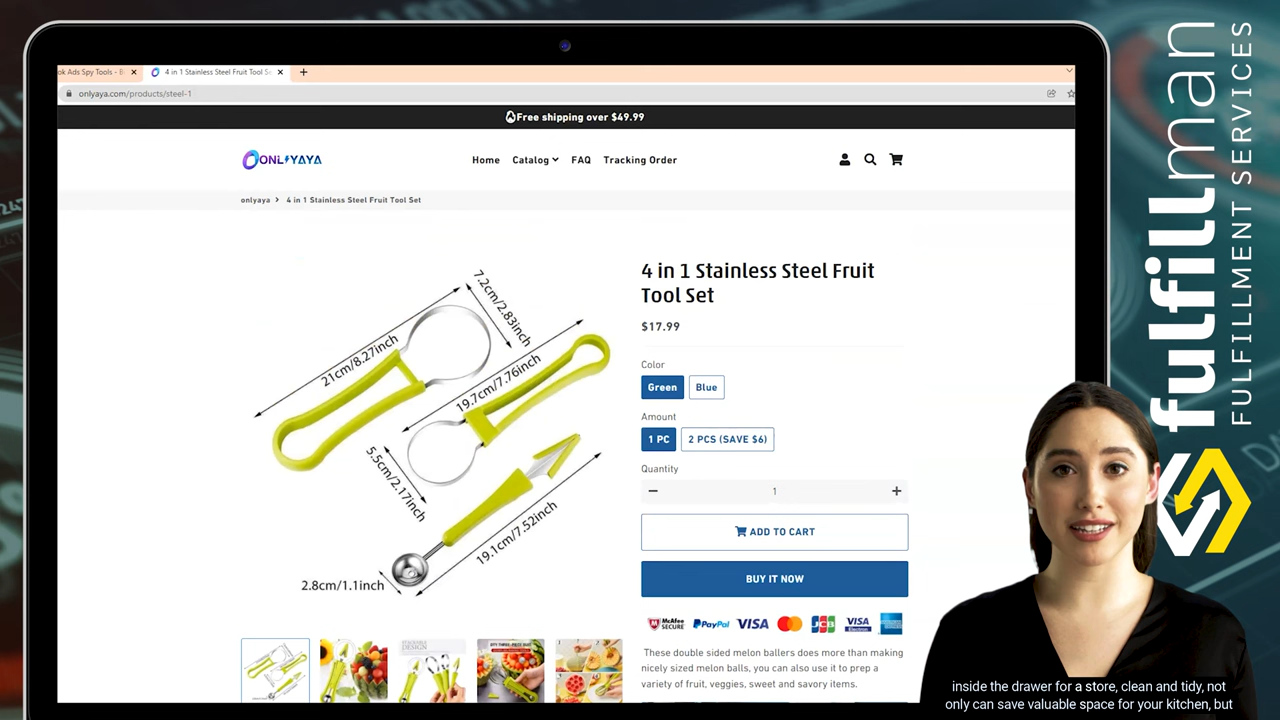 ok Ads Spy Tools - B
4 in 1 Stainless Steel Fruit Tool Se
onlyaya.com/products/steel-1
Free shipping over $49.99
ONLYAYA
Home Catalog FAQ Tracking Order
onlyaya > 4 in 1 Stainless Steel Fruit Tool Set
7.2cm/2.83inch
21cm/8.27inch
19.7cm/7.76inch
5.5cm/2.17inch
19.1cm/7.52inch
2.8cm/1.1inch
4 in 1 Stainless Steel Fruit
Tool Set
$17.99
Color
Green Blue
Amount
1 PC 2 PCS (SAVE $6)
Quantity
− 1 +
ADD TO CART
BUY IT NOW
McAfee SECURE PayPal VISA MasterCard JCB VISA Electron AMERICAN EXPRESS
These double sided melon ballers does more than making
nicely sized melon balls, you can also use it to prep a
variety of fruit, veggies, sweet and savory items.
inside the drawer for a store, clean and tidy, not
only can save valuable space for your kitchen, but
fulfillman
FULFILLMENT SERVICES